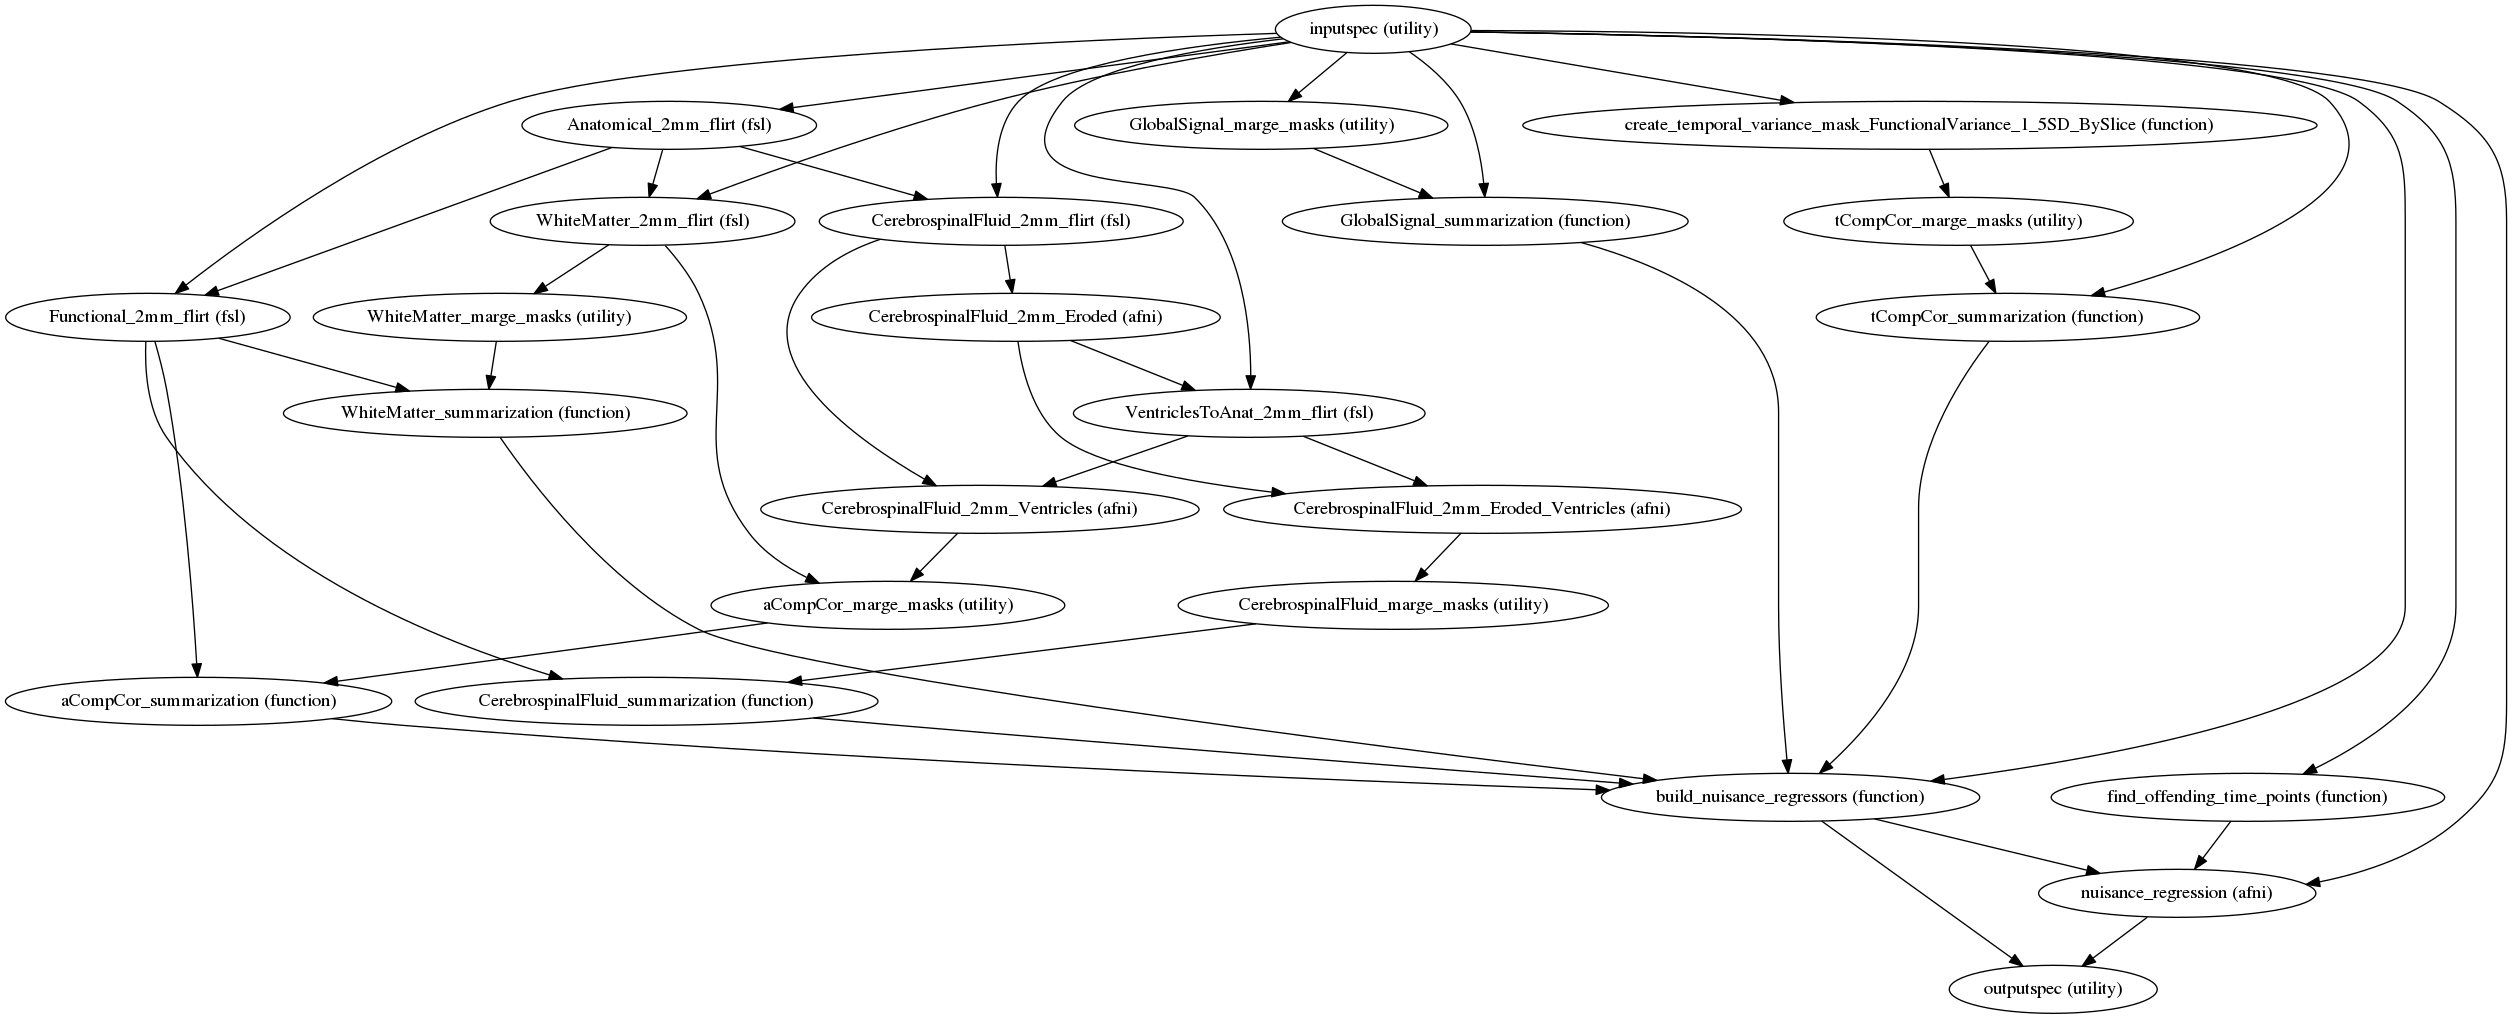 inputspec (utility)
Anatomical_2mm_flirt (fsl)
GlobalSignal_marge_masks (utility)
create_temporal_variance_mask_FunctionalVariance_1_5SD_BySlice (function)
WhiteMatter_2mm_flirt (fsl)
CerebrospinalFluid_2mm_flirt (fsl)
GlobalSignal_summarization (function)
tCompCor_marge_masks (utility)
Functional_2mm_flirt (fsl)
WhiteMatter_marge_masks (utility)
CerebrospinalFluid_2mm_Eroded (afni)
tCompCor_summarization (function)
WhiteMatter_summarization (function)
VentriclesToAnat_2mm_flirt (fsl)
CerebrospinalFluid_2mm_Ventricles (afni)
CerebrospinalFluid_2mm_Eroded_Ventricles (afni)
aCompCor_marge_masks (utility)
CerebrospinalFluid_marge_masks (utility)
aCompCor_summarization (function)
CerebrospinalFluid_summarization (function)
build_nuisance_regressors (function)
find_offending_time_points (function)
nuisance_regression (afni)
outputspec (utility)